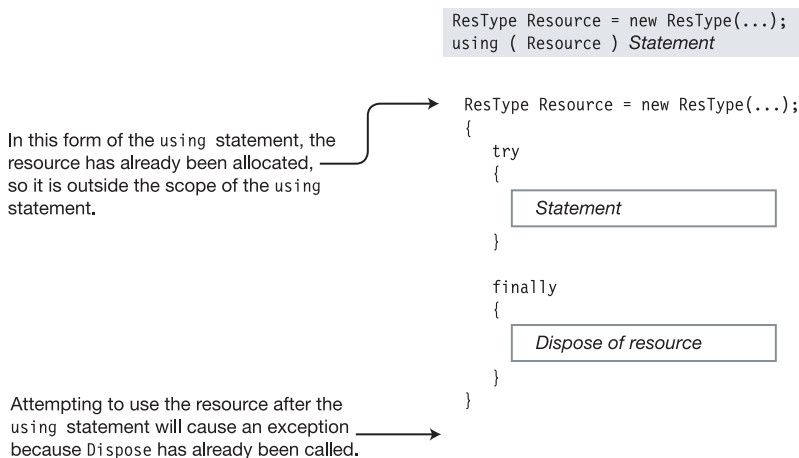 ResType Resource = new ResType(...);
using ( Resource ) Statement
In this form of the using statement, the
resource has already been allocated,
so it is outside the scope of the using
statement.
ResType Resource = new ResType(...);
{
try
{
Statement
}
finally
{
Dispose of resource
}
}
Attempting to use the resource after the
using statement will cause an exception
because Dispose has already been called.